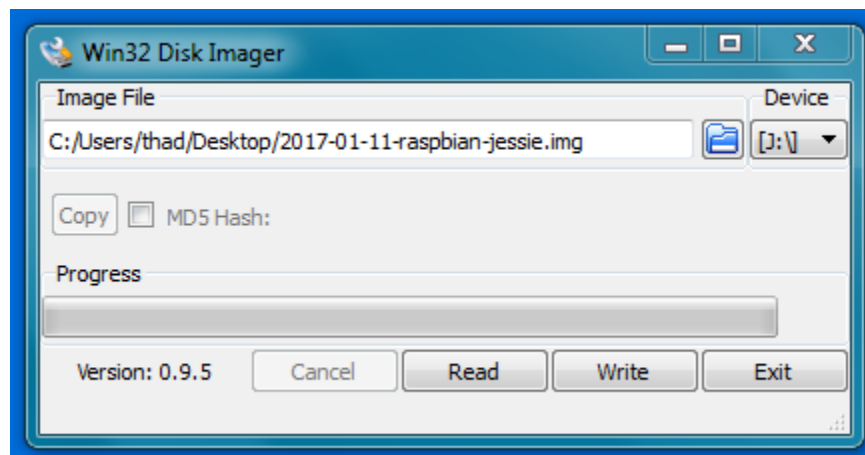 Win32 Disk Imager
Image File
Device
C:/Users/thad/Desktop/2017-01-11-raspbian-jessie.img
[J:\]
Copy
MD5 Hash:
Progress
Version: 0.9.5
Cancel
Read
Write
Exit